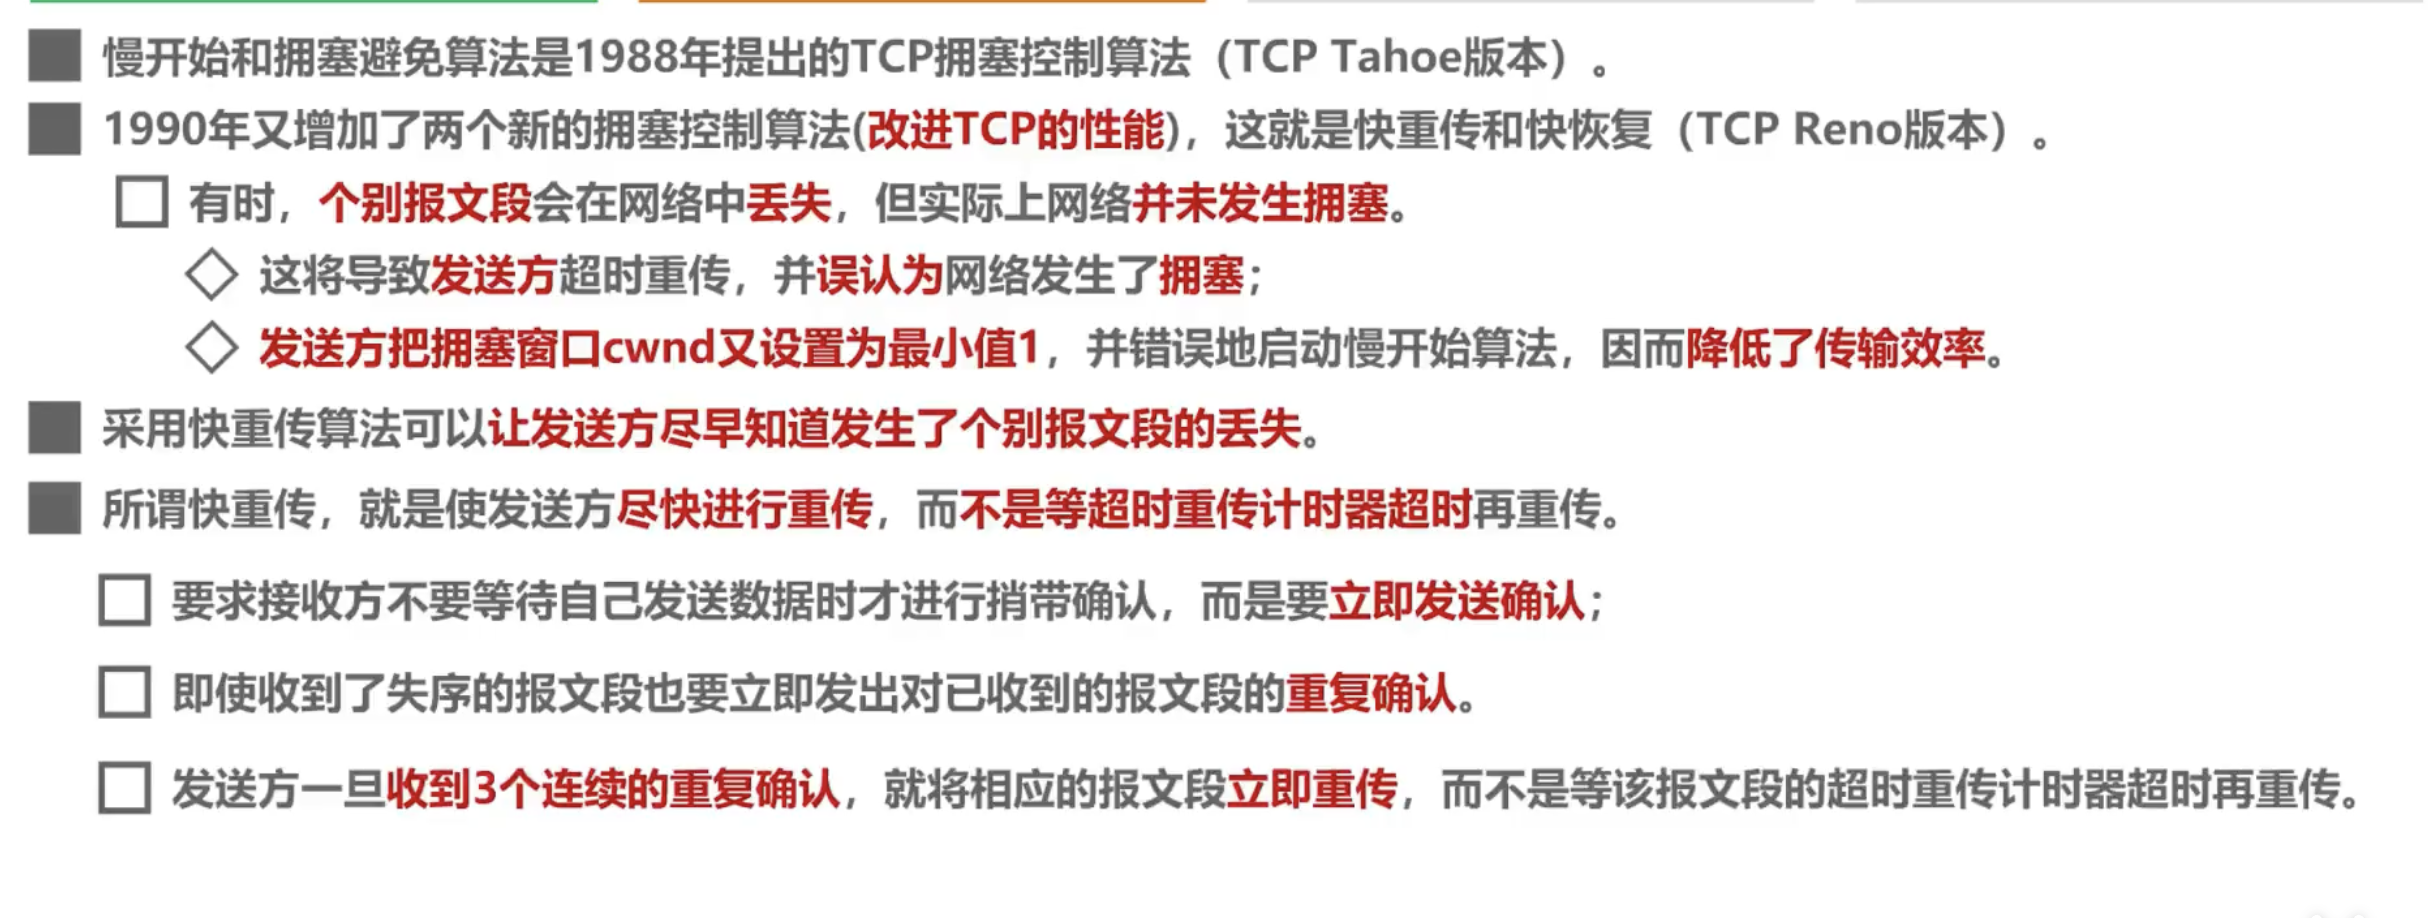 慢开始和拥塞避免算法是1988年提出的TCP拥塞控制算法（TCP Tahoe版本）。
1990年又增加了两个新的拥塞控制算法(改进TCP的性能)，这就是快重传和快恢复（TCP Reno版本）。
有时，个别报文段会在网络中丢失，但实际上网络并未发生拥塞。
这将导致发送方超时重传，并误认为网络发生了拥塞；
发送方把拥塞窗口cwnd又设置为最小值1，并错误地启动慢开始算法，因而降低了传输效率。
采用快重传算法可以让发送方尽早知道发生了个别报文段的丢失。
所谓快重传，就是使发送方尽快进行重传，而不是等超时重传计时器超时再重传。
要求接收方不要等待自己发送数据时才进行捎带确认，而是要立即发送确认；
即使收到了失序的报文段也要立即发出对已收到的报文段的重复确认。
发送方一旦收到3个连续的重复确认，就将相应的报文段立即重传，而不是等该报文段的超时重传计时器超时再重传。